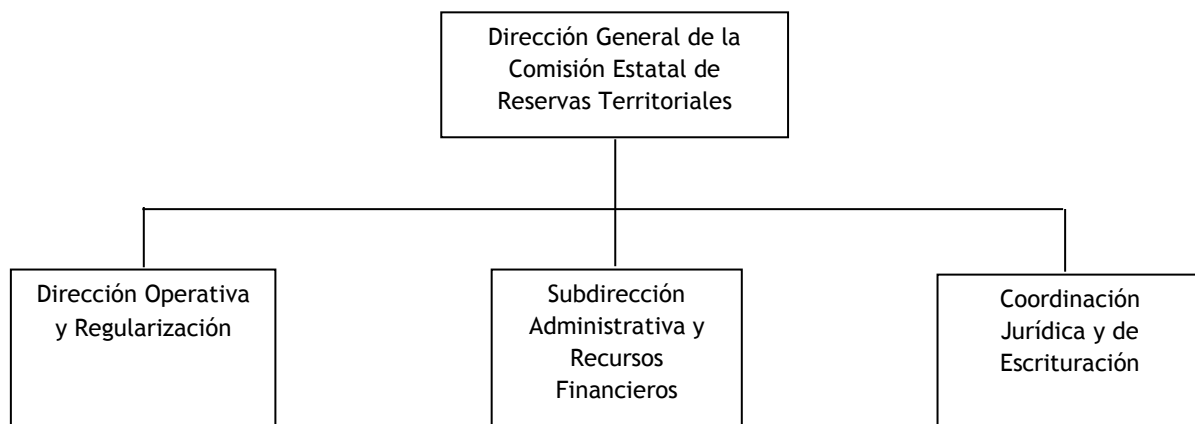 Dirección General de la
Comisión Estatal de
Reservas Territoriales
Dirección Operativa
y Regularización
Subdirección
Administrativa y
Recursos
Financieros
Coordinación
Jurídica y de
Escrituración